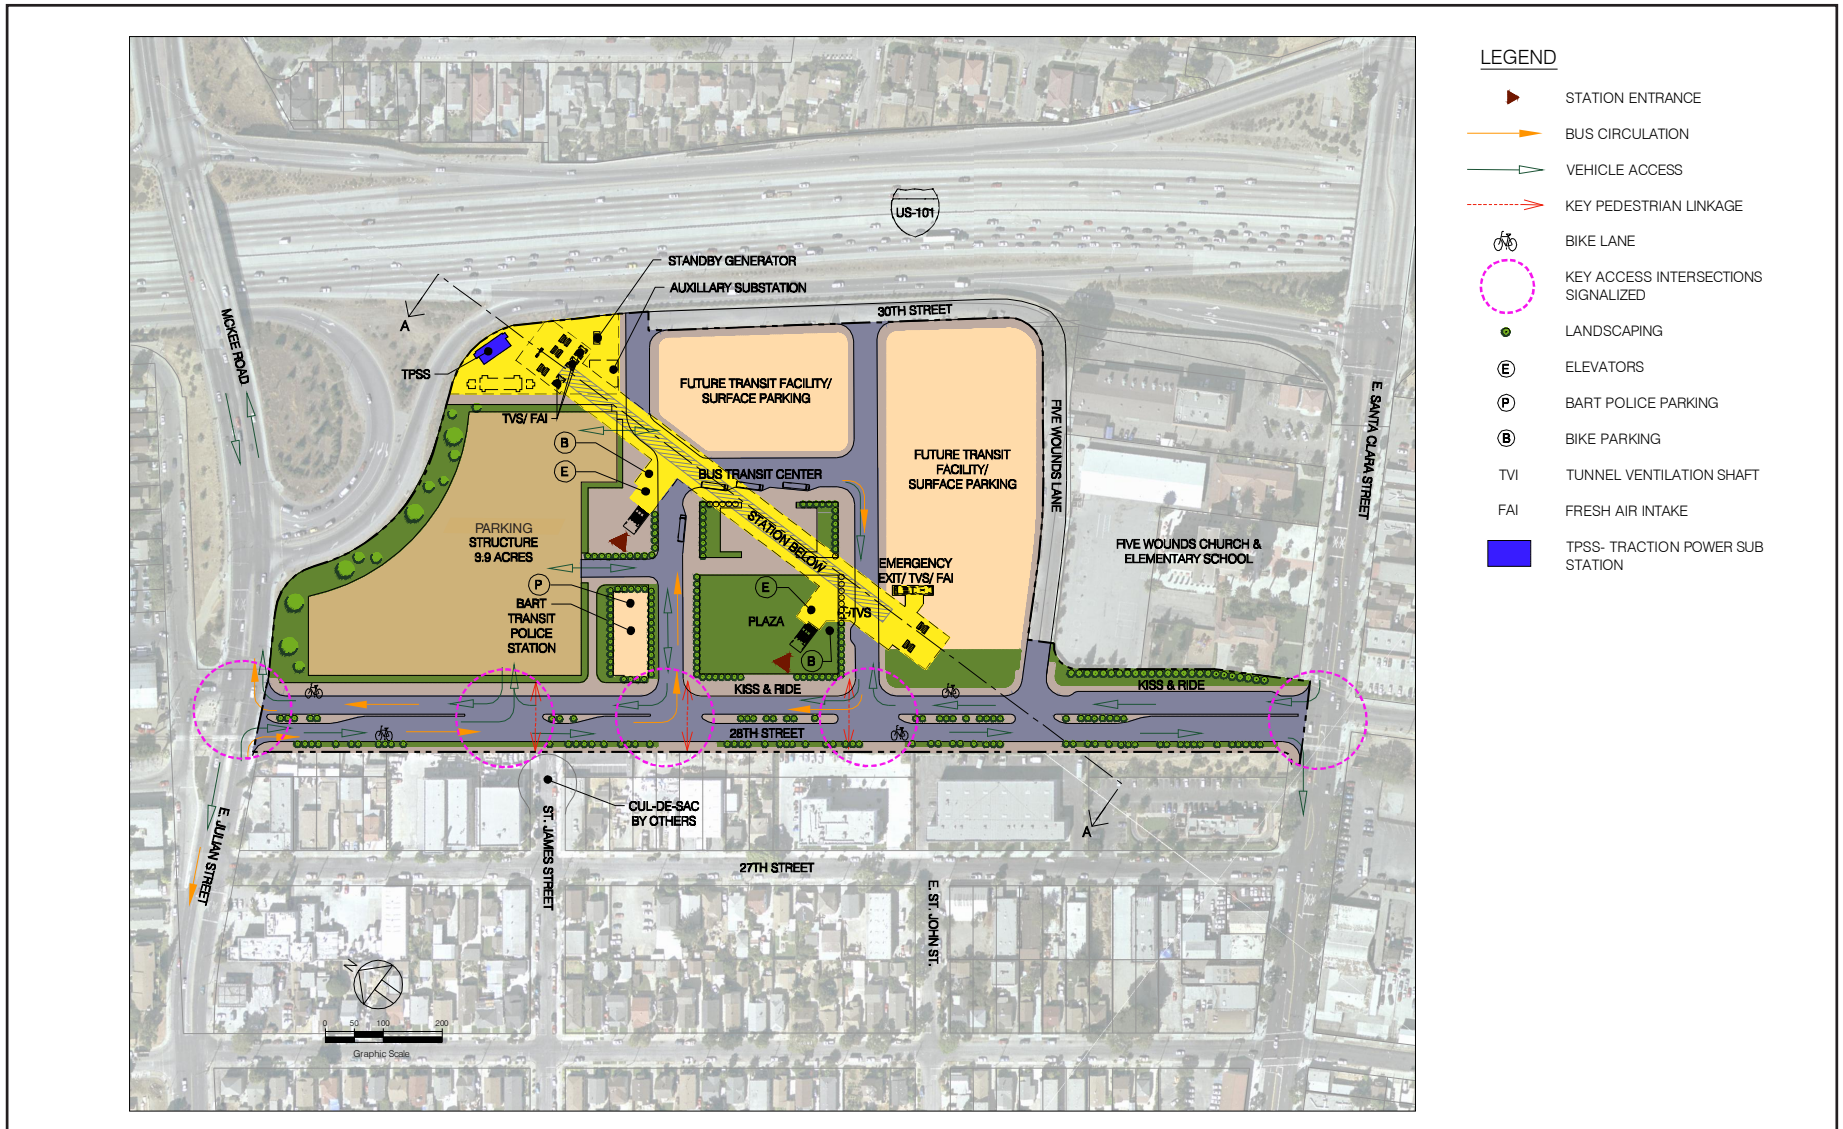 LEGEND
STATION ENTRANCE
BUS CIRCULATION
VEHICLE ACCESS
KEY PEDESTRIAN LINKAGE
BIKE LANE
KEY ACCESS INTERSECTIONS
SIGNALIZED
LANDSCAPING
E ELEVATORS
P BART POLICE PARKING
B BIKE PARKING
TVI TUNNEL VENTILATION SHAFT
FAI FRESH AIR INTAKE
TPSS- TRACTION POWER SUB
STATION
US-101
STANDBY GENERATOR
AUXILLARY SUBSTATION
A
30TH STREET
MCKEE ROAD
TPSS
TVS/ FAI
FUTURE TRANSIT FACILITY/
SURFACE PARKING
B
E
BUS TRANSIT CENTER
FUTURE TRANSIT
FACILITY/
SURFACE PARKING
FIVE WOUNDS LANE
E. SANTA CLARA STREET
PARKING
STRUCTURE
3.9 ACRES
STATION BELOW
FIVE WOUNDS CHURCH &
ELEMENTARY SCHOOL
EMERGENCY
EXIT/ TVS/ FAI
P
BART
TRANSIT
POLICE
STATION
E
PLAZA
TVS
B
KISS & RIDE
KISS & RIDE
28TH STREET
CUL-DE-SAC
BY OTHERS
A
E. JULIAN STREET
ST. JAMES STREET
27TH STREET
E. ST. JOHN ST.
N
0 50 100 200
Graphic Scale